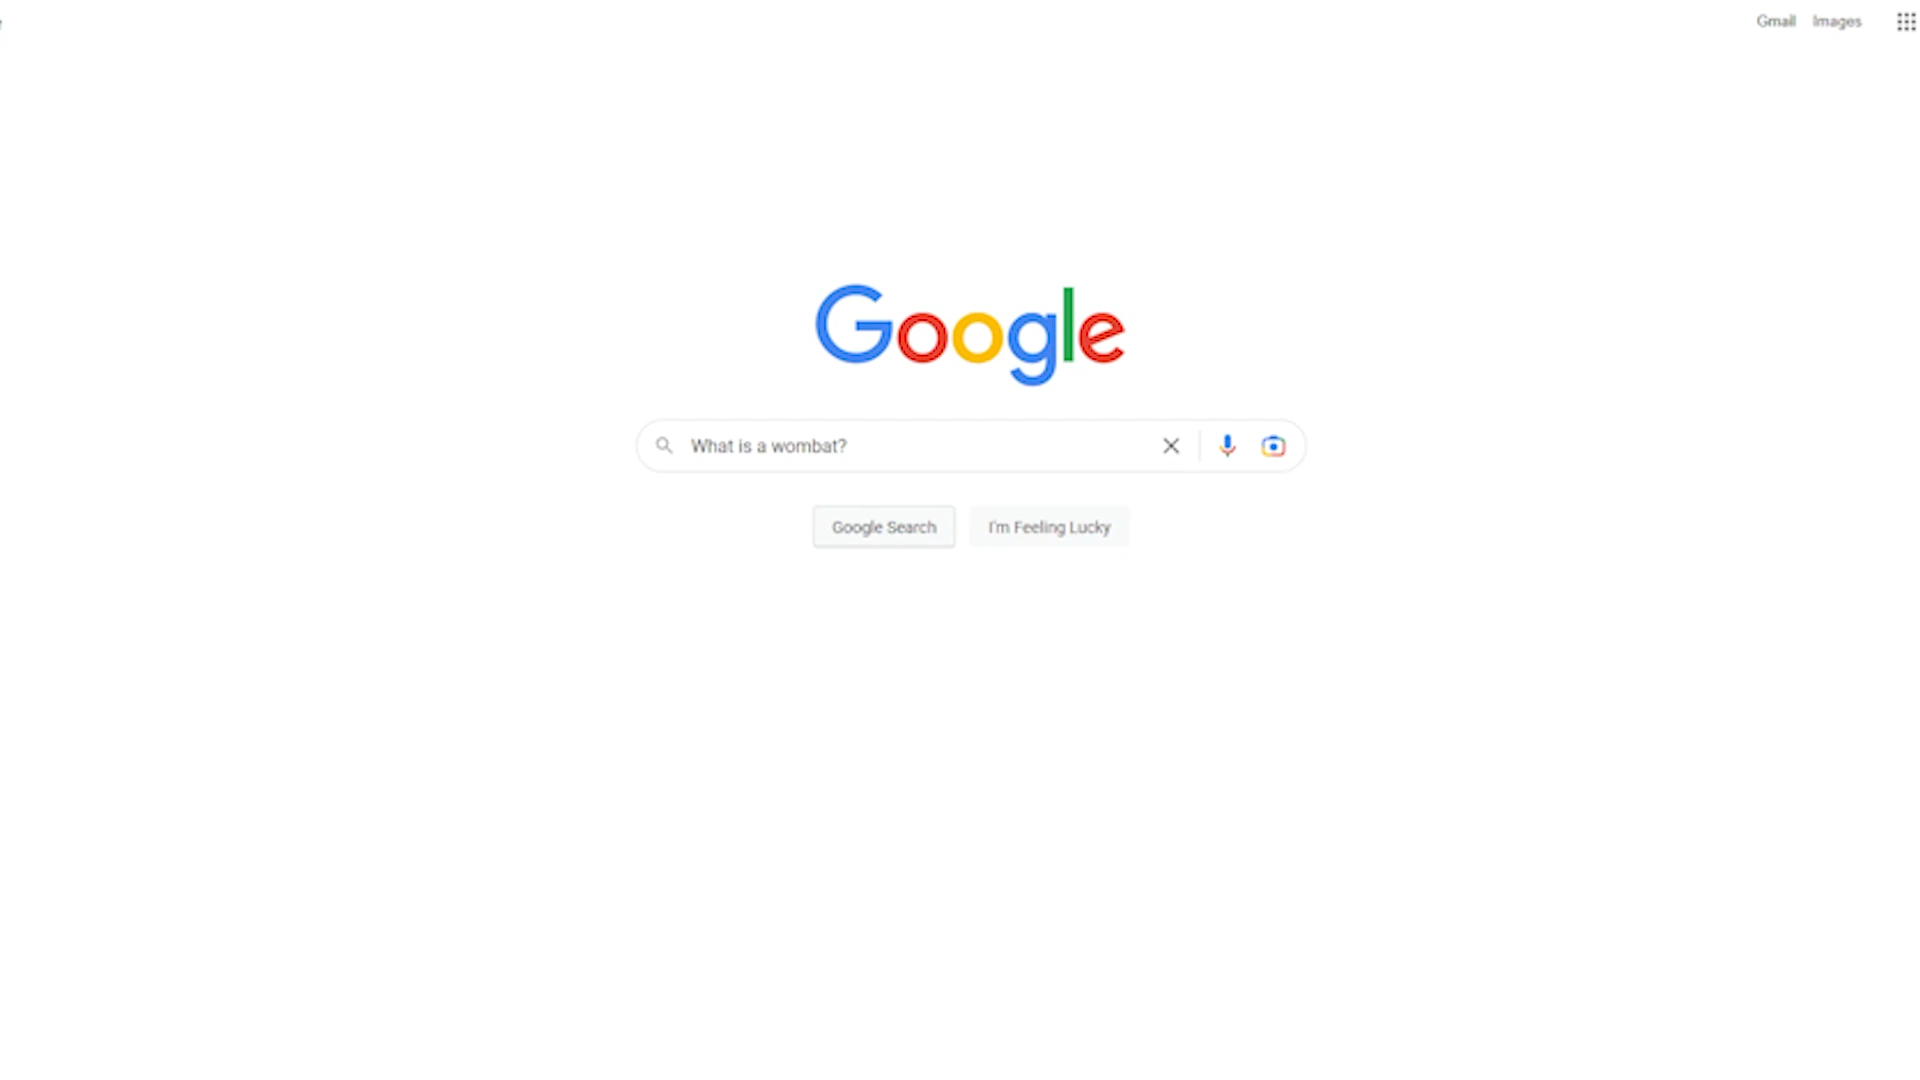 Gmail Images
Google
What is a wombat?
Google Search I'm Feeling Lucky